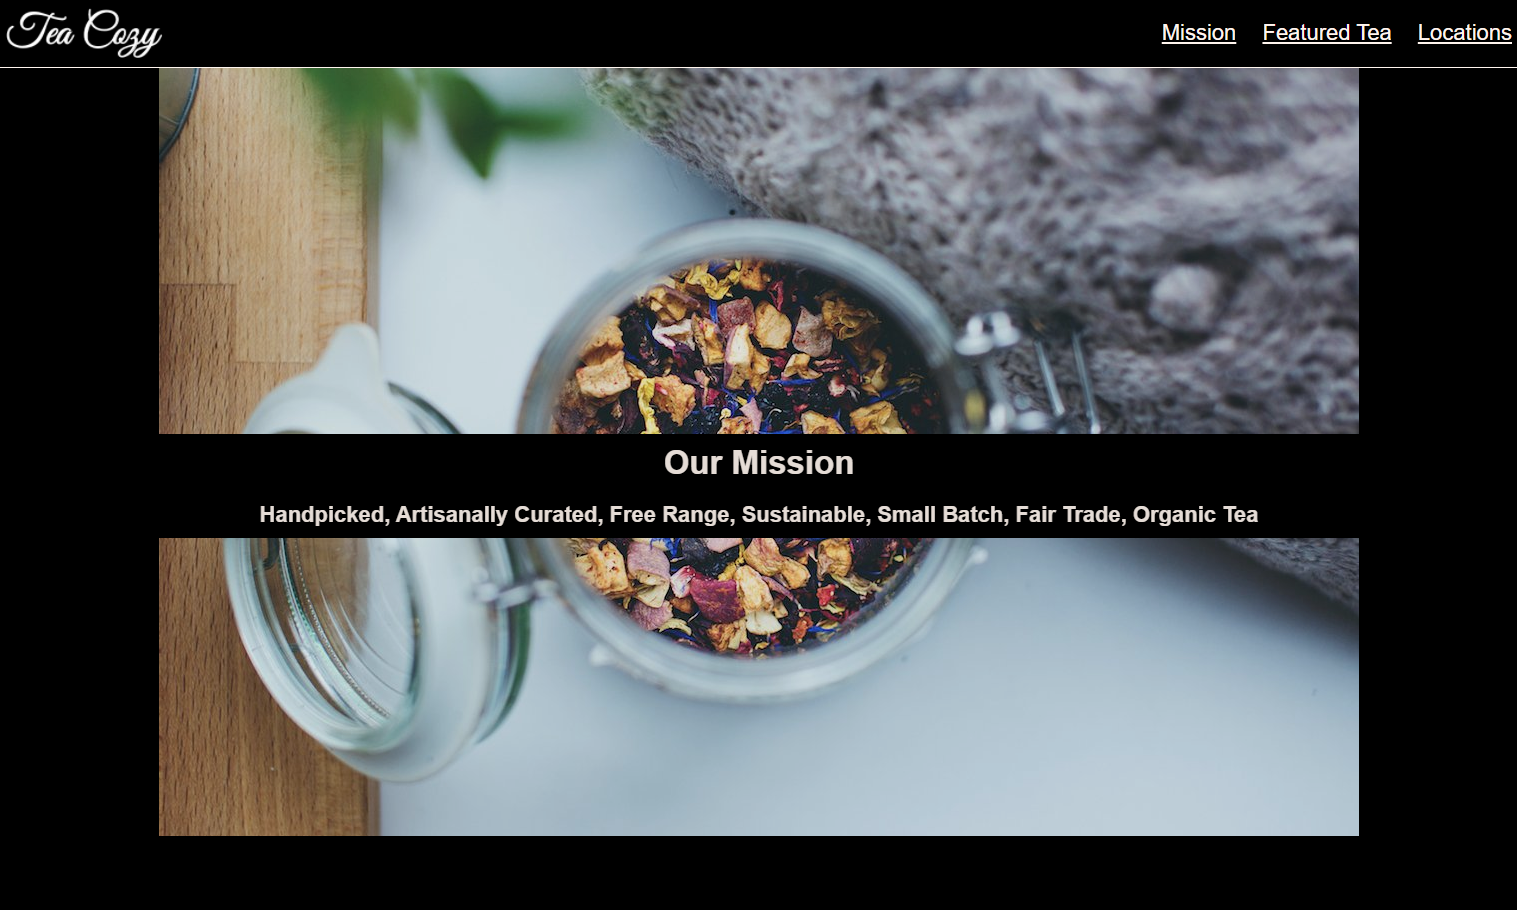 Tea Cozy
Mission Featured Tea Locations
Our Mission
Handpicked, Artisanally Curated, Free Range, Sustainable, Small Batch, Fair Trade, Organic Tea